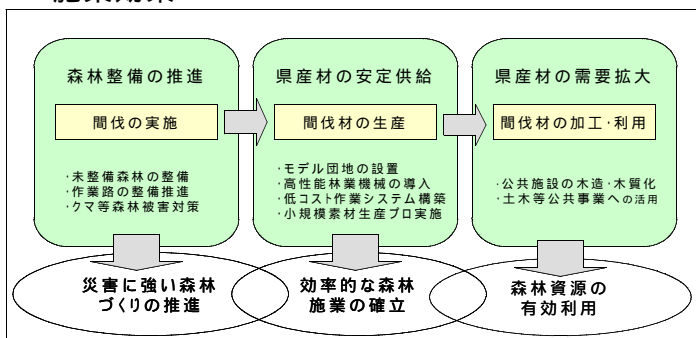 森林整備の推進
間伐の実施
・未整備森林の整備
・作業路の整備推進
・クマ等森林被害対策
災害に強い森林
づくりの推進
県産材の安定供給
間伐材の生産
・モデル団地の設置
・高性能林業機械の導入
・低コスト作業システム構築
・小規模素材生産プロ実施
効率的な森林
施業の確立
県産材の需要拡大
間伐材の加工・利用
・公共施設の木造・木質化
・土木等公共事業への活用
森林資源の
有効利用